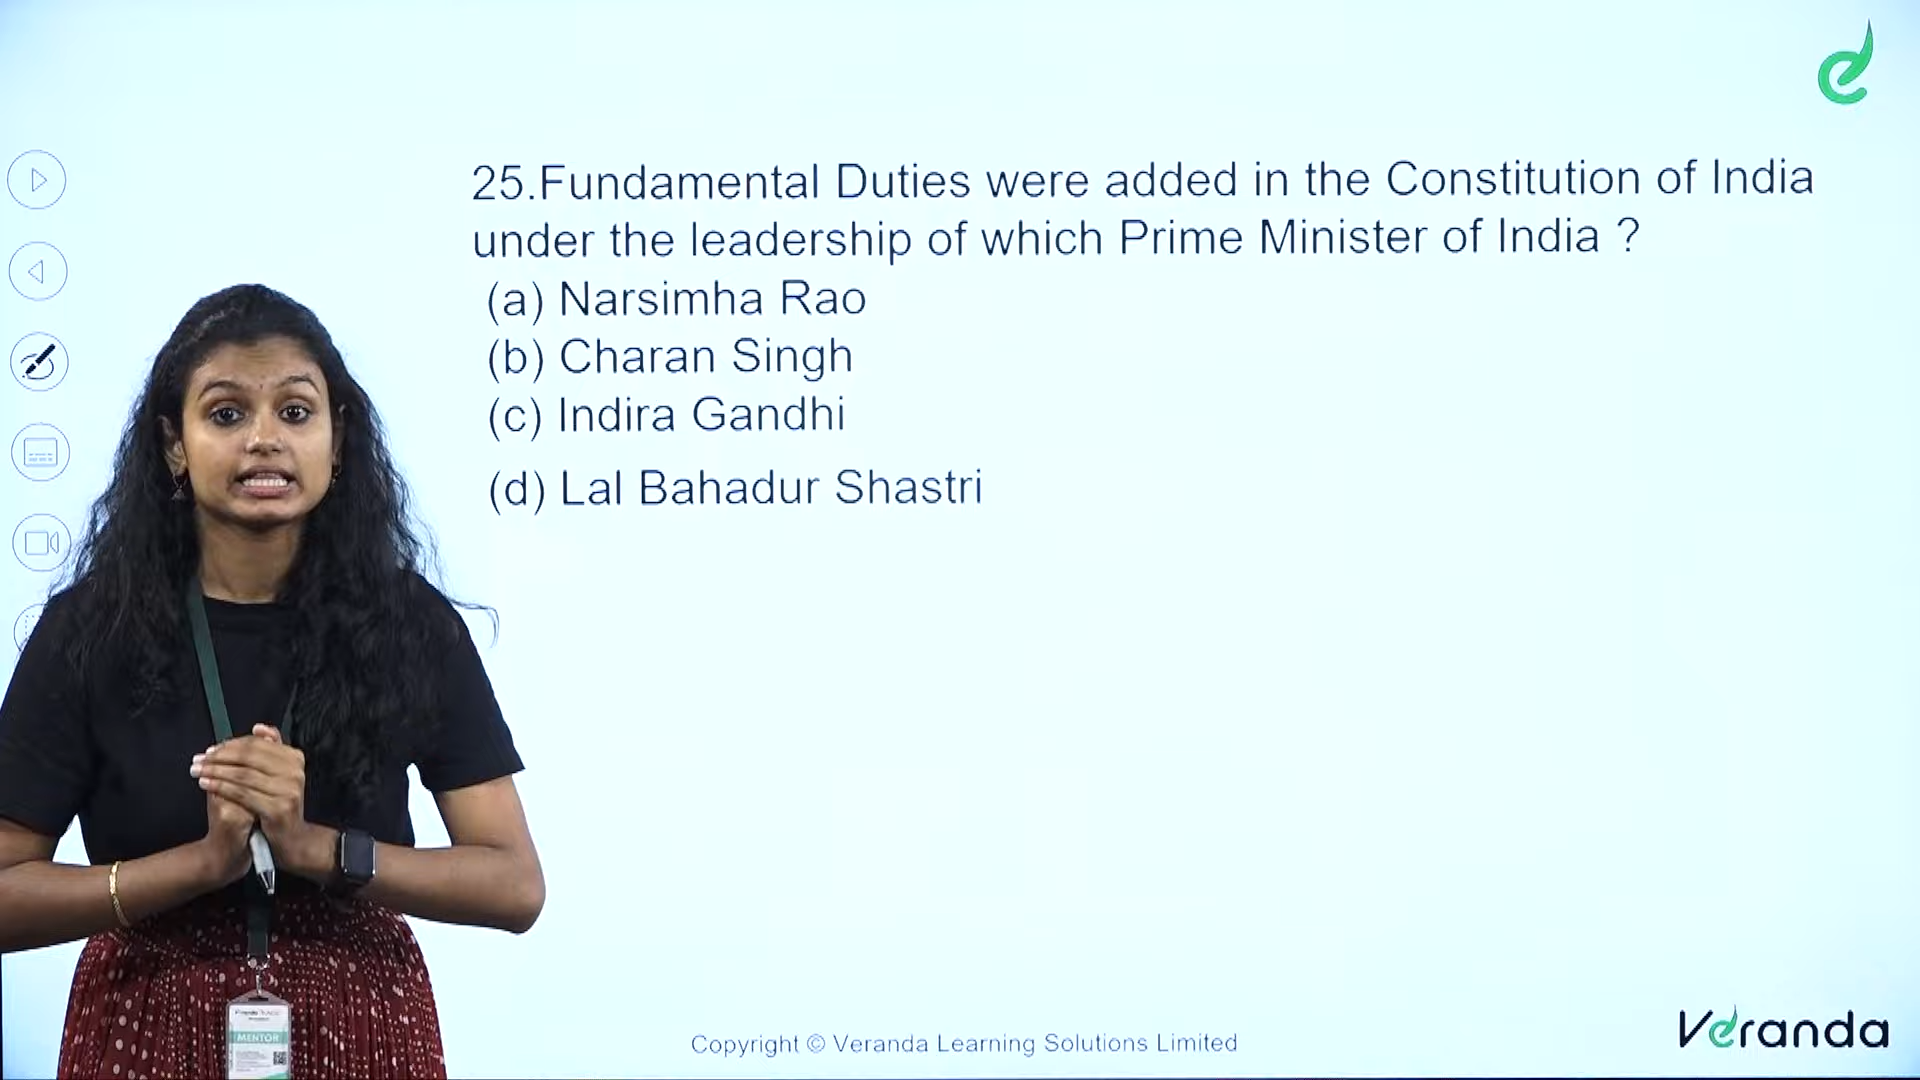 25.Fundamental Duties were added in the Constitution of India
under the leadership of which Prime Minister of India ?
(a) Narsimha Rao
(b) Charan Singh
(c) Indira Gandhi
(d) Lal Bahadur Shastri
MENTOR
Copyright © Veranda Learning Solutions Limited
Veranda